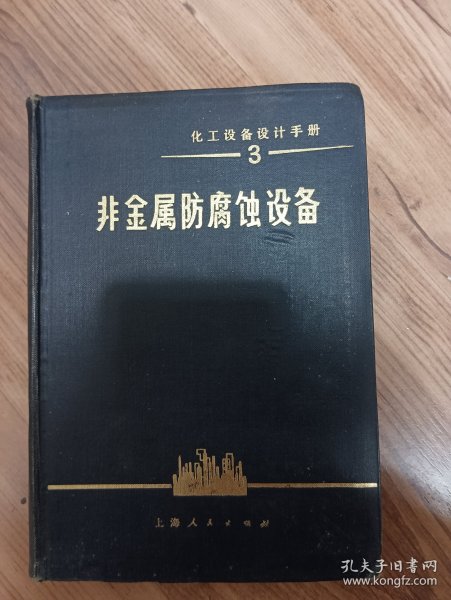 化工设备设计手册
3
非金属防腐蚀设备
上海人民出版社
孔夫子旧书网
www.kongfz.com